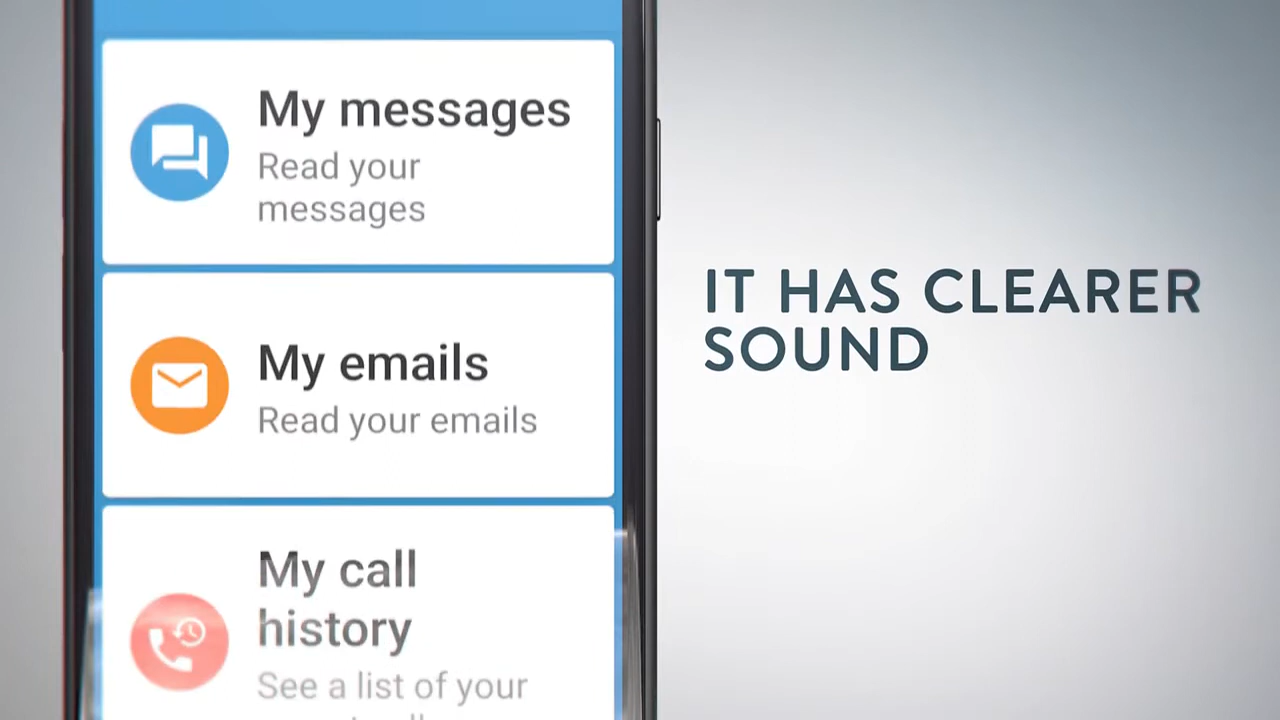 My messages
Read your
messages
My emails
Read your emails
My call
history
See a list of your
IT HAS CLEARER
SOUND